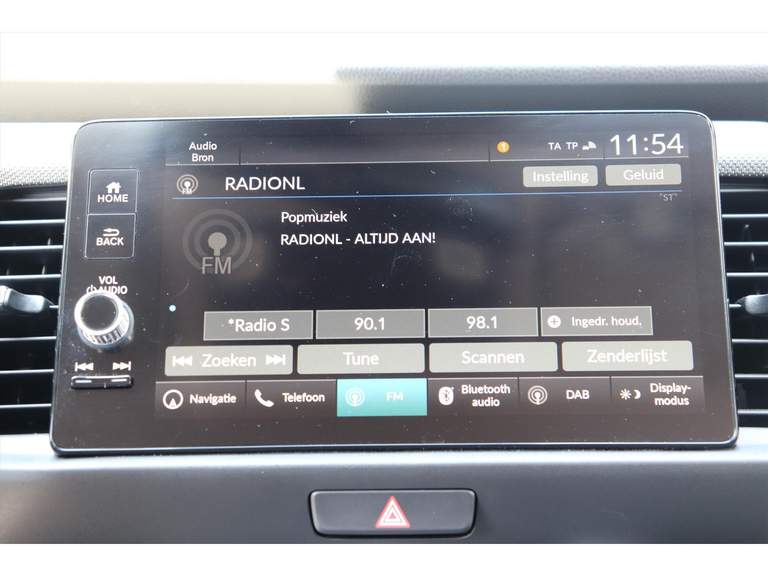 Audio
Bron
1
TA TP
11:54
FM
RADIONL
Instelling
Geluid
"ST"
HOME
BACK
VOL
AUDIO
Popmuziek
RADIONL - ALTIJD AAN!
FM
*Radio S
90.1
98.1
Ingedr. houd.
Zoeken
Tune
Scannen
Zenderlijst
Navigatie
Telefoon
FM
Bluetooth
audio
DAB
Display-
modus